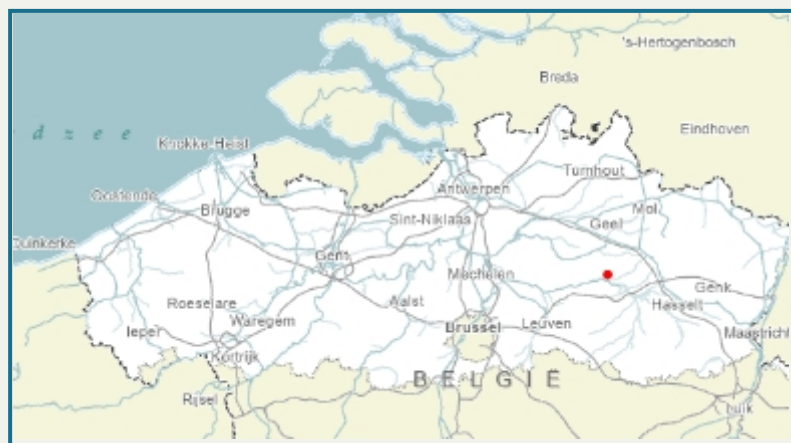 's-Hertogenbosch
Breda
Eindhoven
d z e e
Knokke-Heist
Turnhout
Antwerpen
Oostende
Mol
Brugge
Sint-Niklaas
Geel
Duinkerke
Gent
Mechelen
Genk
Roeselare
Aalst
Hasselt
Ieper
Waregem
Brussel
Leuven
Maastricht
Kortrijk
BELGIË
Rijsel
Luik